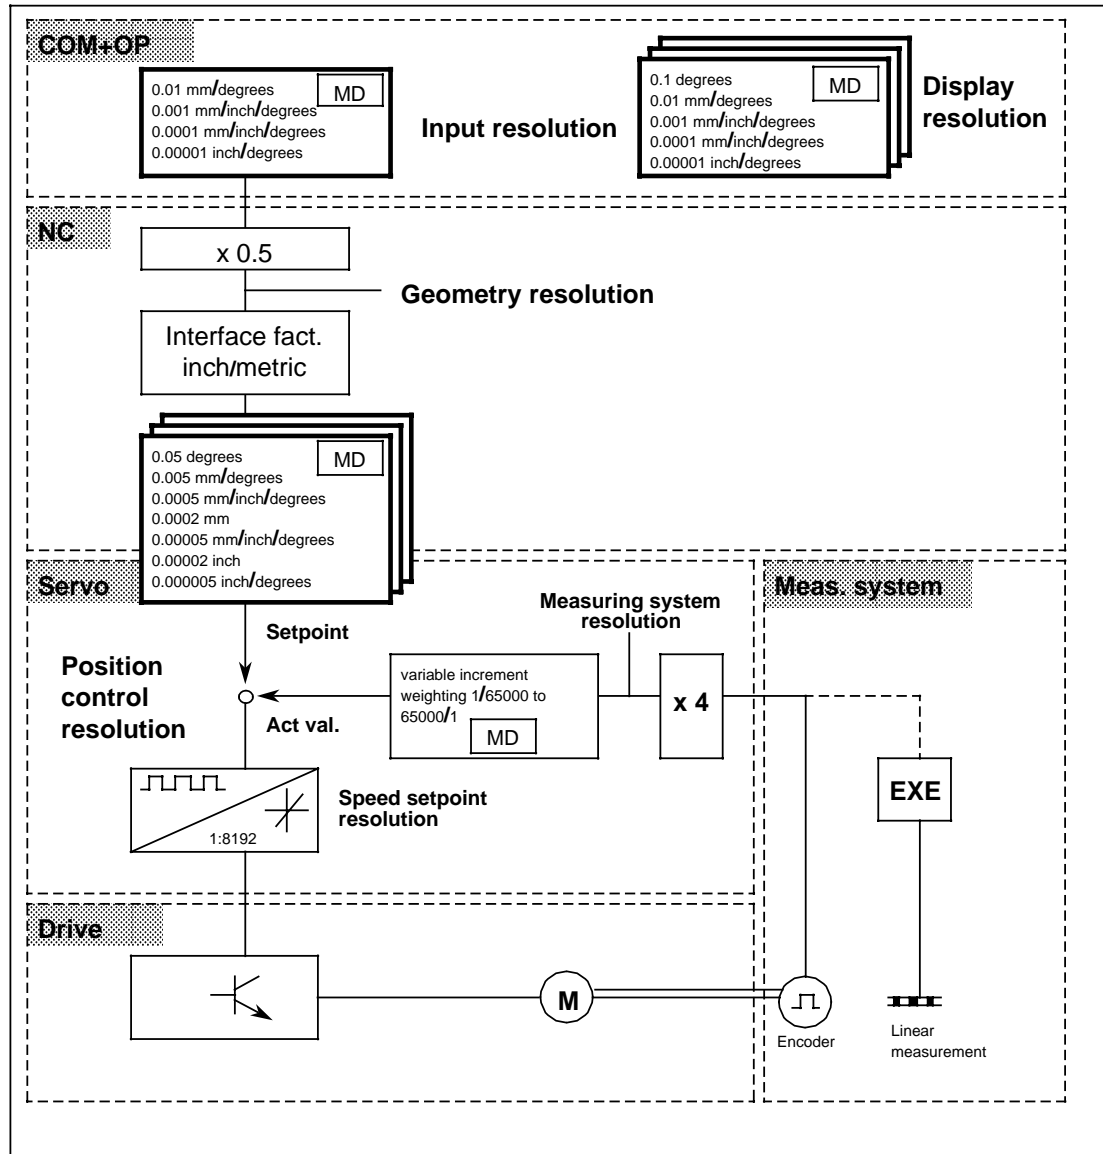 COM+OP
0.01 mm/degrees
0.001 mm/inch/degrees
0.0001 mm/inch/degrees
0.00001 inch/degrees
MD
Input resolution
0.1 degrees
0.01 mm/degrees
0.001 mm/inch/degrees
0.0001 mm/inch/degrees
0.00001 inch/degrees
MD
Display
resolution
NC
x 0.5
Geometry resolution
Interface fact.
inch/metric
0.05 degrees
0.005 mm/degrees
0.0005 mm/inch/degrees
0.0002 mm
0.00005 mm/inch/degrees
0.00002 inch
0.000005 inch/degrees
MD
Servo
Setpoint
Position
control
resolution
Act val.
Measuring system
resolution
variable increment
weighting 1/65000 to
65000/1
MD
x 4
1:8192
Speed setpoint
resolution
Meas. system
EXE
Drive
M
Encoder
Linear
measurement